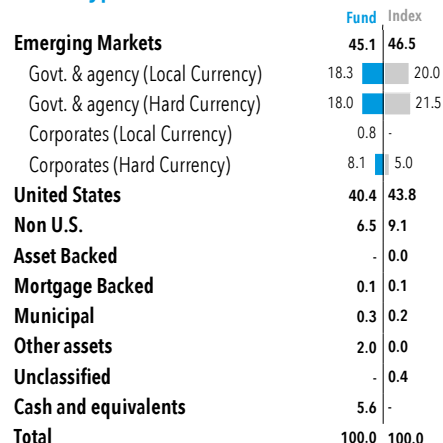 Fund Index
Emerging Markets 45.1 46.5
Govt. & agency (Local Currency) 18.3 20.0
Govt. & agency (Hard Currency) 18.0 21.5
Corporates (Local Currency) 0.8 -
Corporates (Hard Currency) 8.1 5.0
United States 40.4 43.8
Non U.S. 6.5 9.1
Asset Backed - 0.0
Mortgage Backed 0.1 0.1
Municipal 0.3 0.2
Other assets 2.0 0.0
Unclassified - 0.4
Cash and equivalents 5.6 -
Total 100.0 100.0